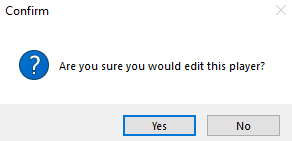 Confirm
Are you sure you would edit this player?
Yes
No